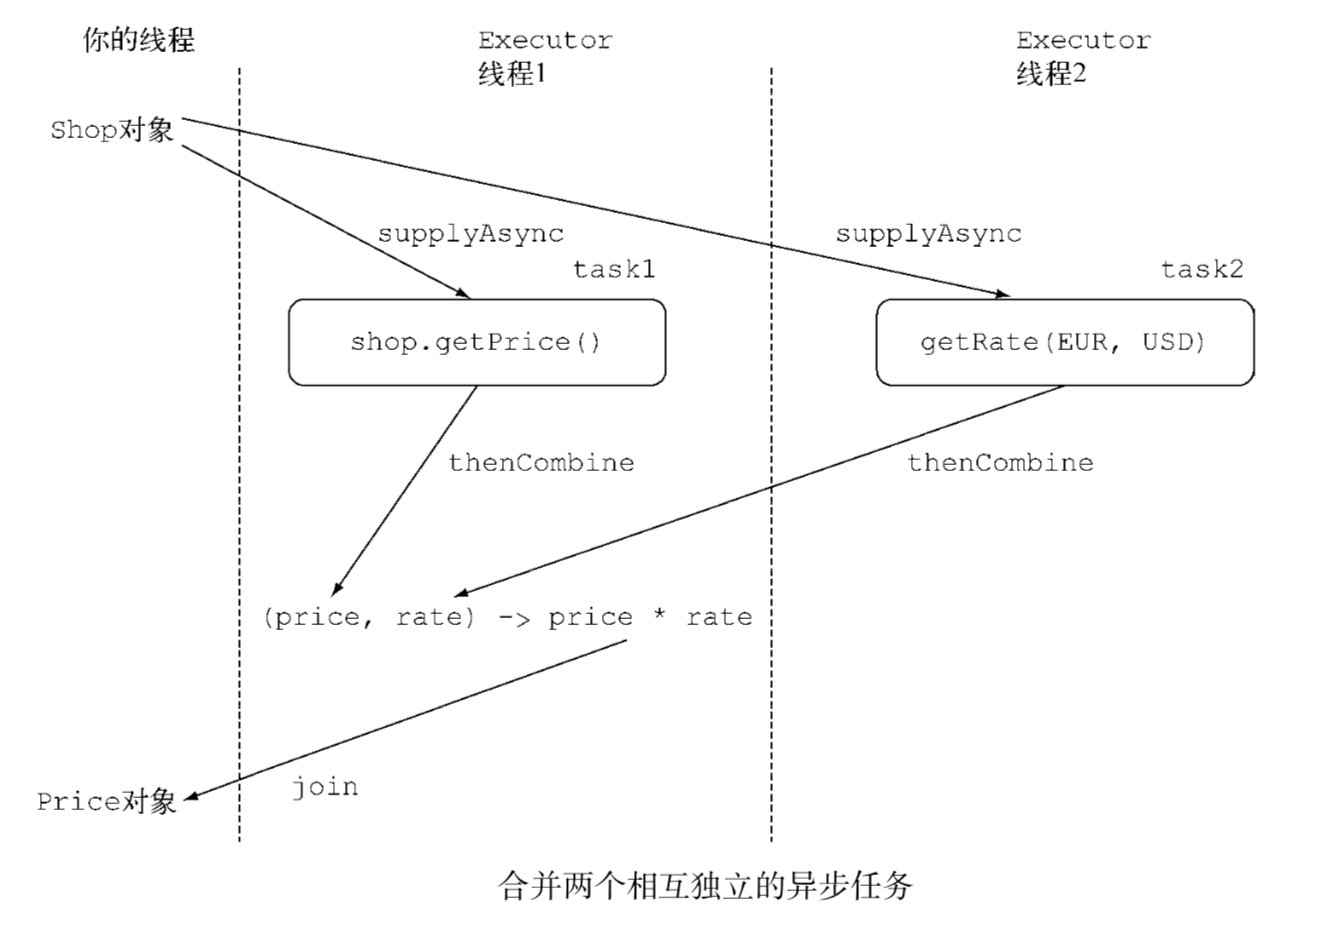 你的线程
Executor
线程1
Executor
线程2
Shop对象
supplyAsync
supplyAsync
task1
task2
shop.getPrice()
getRate(EUR, USD)
thenCombine
thenCombine
(price, rate) -> price * rate
join
Price对象
合并两个相互独立的异步任务